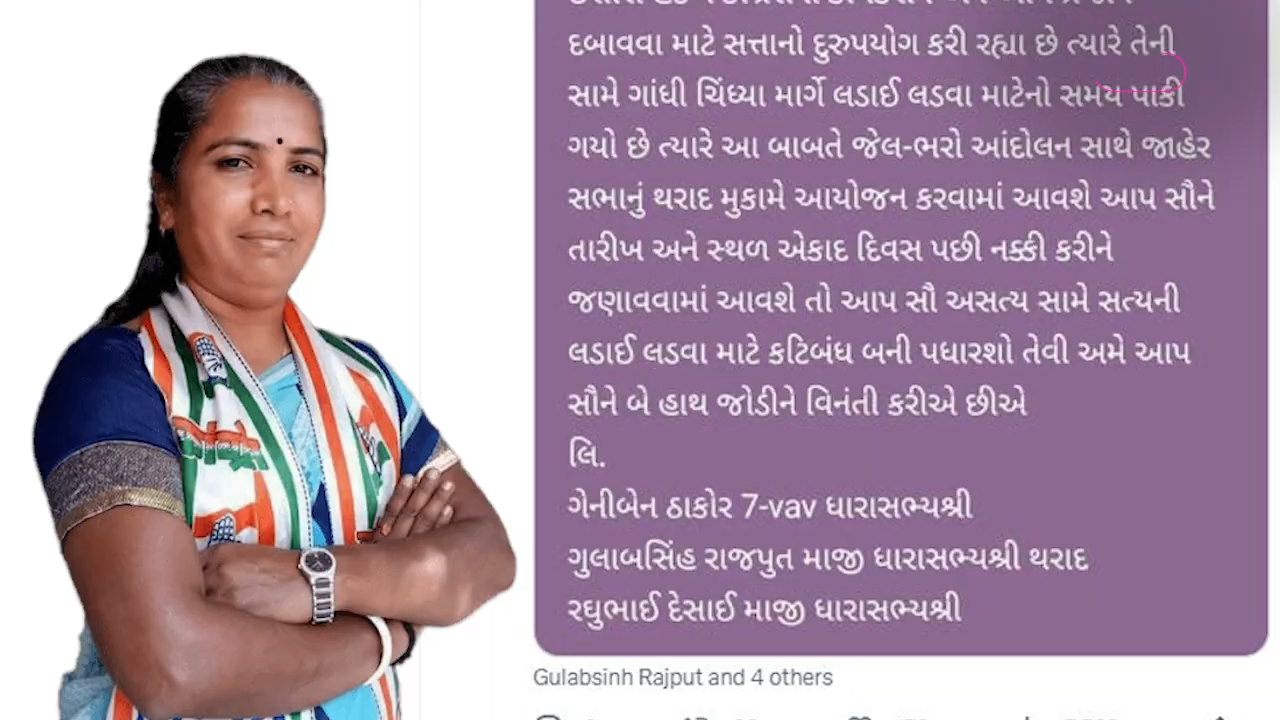 દબાવવા માટે સત્તાનો દુરુપયોગ કરી રહ્યા છે ત્યારે તેની
સામે ગાંધી ચિંધ્યા માર્ગે લડાઈ લડવા માટેનો સમય પાકી
ગયો છે ત્યારે આ બાબતે જેલ-ભરો આંદોલન સાથે જાહેર
સભાનું થરાદ મુકામે આયોજન કરવામાં આવશે આપ સૌને
તારીખ અને સ્થળ એકાદ દિવસ પછી નક્કી કરીને
જણાવવામાં આવશે તો આપ સૌ અસત્ય સામે સત્યની
લડાઈ લડવા માટે કટિબંધ બની પધારશો તેવી અમે આપ
સૌને બે હાથ જોડીને વિનંતી કરીએ છીએ
લિ.
ગેનીબેન ઠાકોર 7-vav ધારાસભ્યશ્રી
ગુલાબસિંહ રાજપુત માજી ધારાસભ્યશ્રી થરાદ
રઘુભાઈ દેસાઈ માજી ધારાસભ્યશ્રી
Gulabsinh Rajput and 4 others